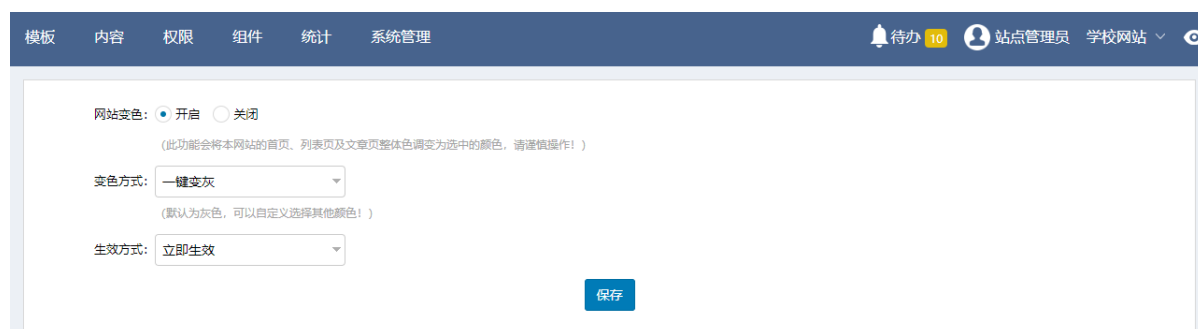 模板 内容 权限 组件 统计 系统管理 待办 10 站点管理员 学校网站
网站变色: 开启 关闭
(此功能会将本网站的首页、列表页及文章页整体色调变为选中的颜色，请谨慎操作！)
变色方式: 一键变灰
(默认为灰色，可以自定义选择其他颜色！)
生效方式: 立即生效
保存